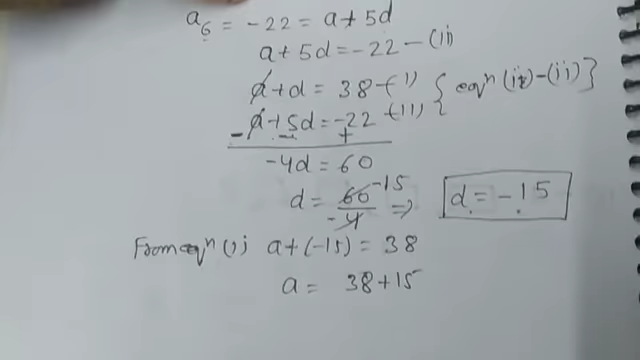 a₆ = -22 = a + 5d
a + 5d = -22 - (ii)
a + d = 38 - (i) { eqⁿ (i) - (ii) }
- a + 5d = -22 - (ii)
- +
-4d = 60
d = 60/-4 -15 ⇒ d = -15
From eqⁿ (i) a + (-15) = 38
a = 38 + 15